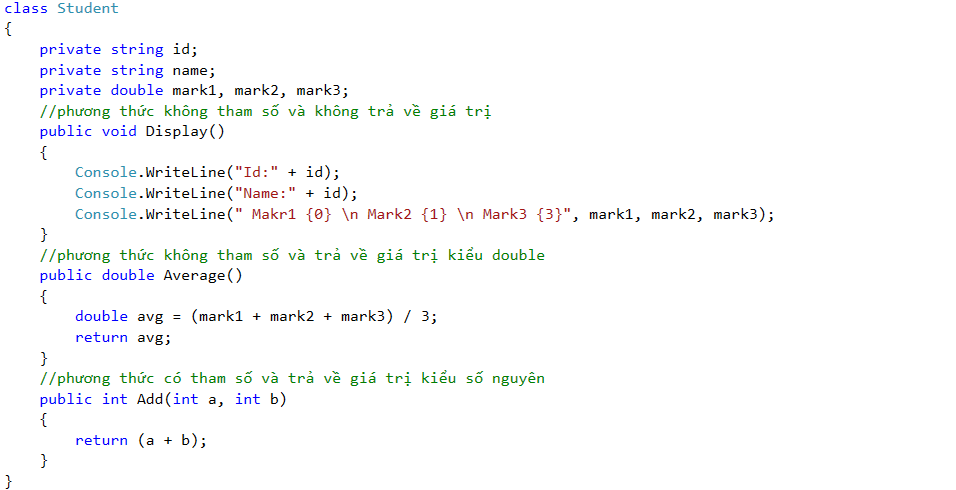 class Student
{
    private string id;
    private string name;
    private double mark1, mark2, mark3;
    //phương thức không tham số và không trả về giá trị
    public void Display()
    {
        Console.WriteLine("Id:" + id);
        Console.WriteLine("Name:" + id);
        Console.WriteLine(" Makr1 {0} \n Mark2 {1} \n Mark3 {3}", mark1, mark2, mark3);
    }
    //phương thức không tham số và trả về giá trị kiểu double
    public double Average()
    {
        double avg = (mark1 + mark2 + mark3) / 3;
        return avg;
    }
    //phương thức có tham số và trả về giá trị kiểu số nguyên
    public int Add(int a, int b)
    {
        return (a + b);
    }
}